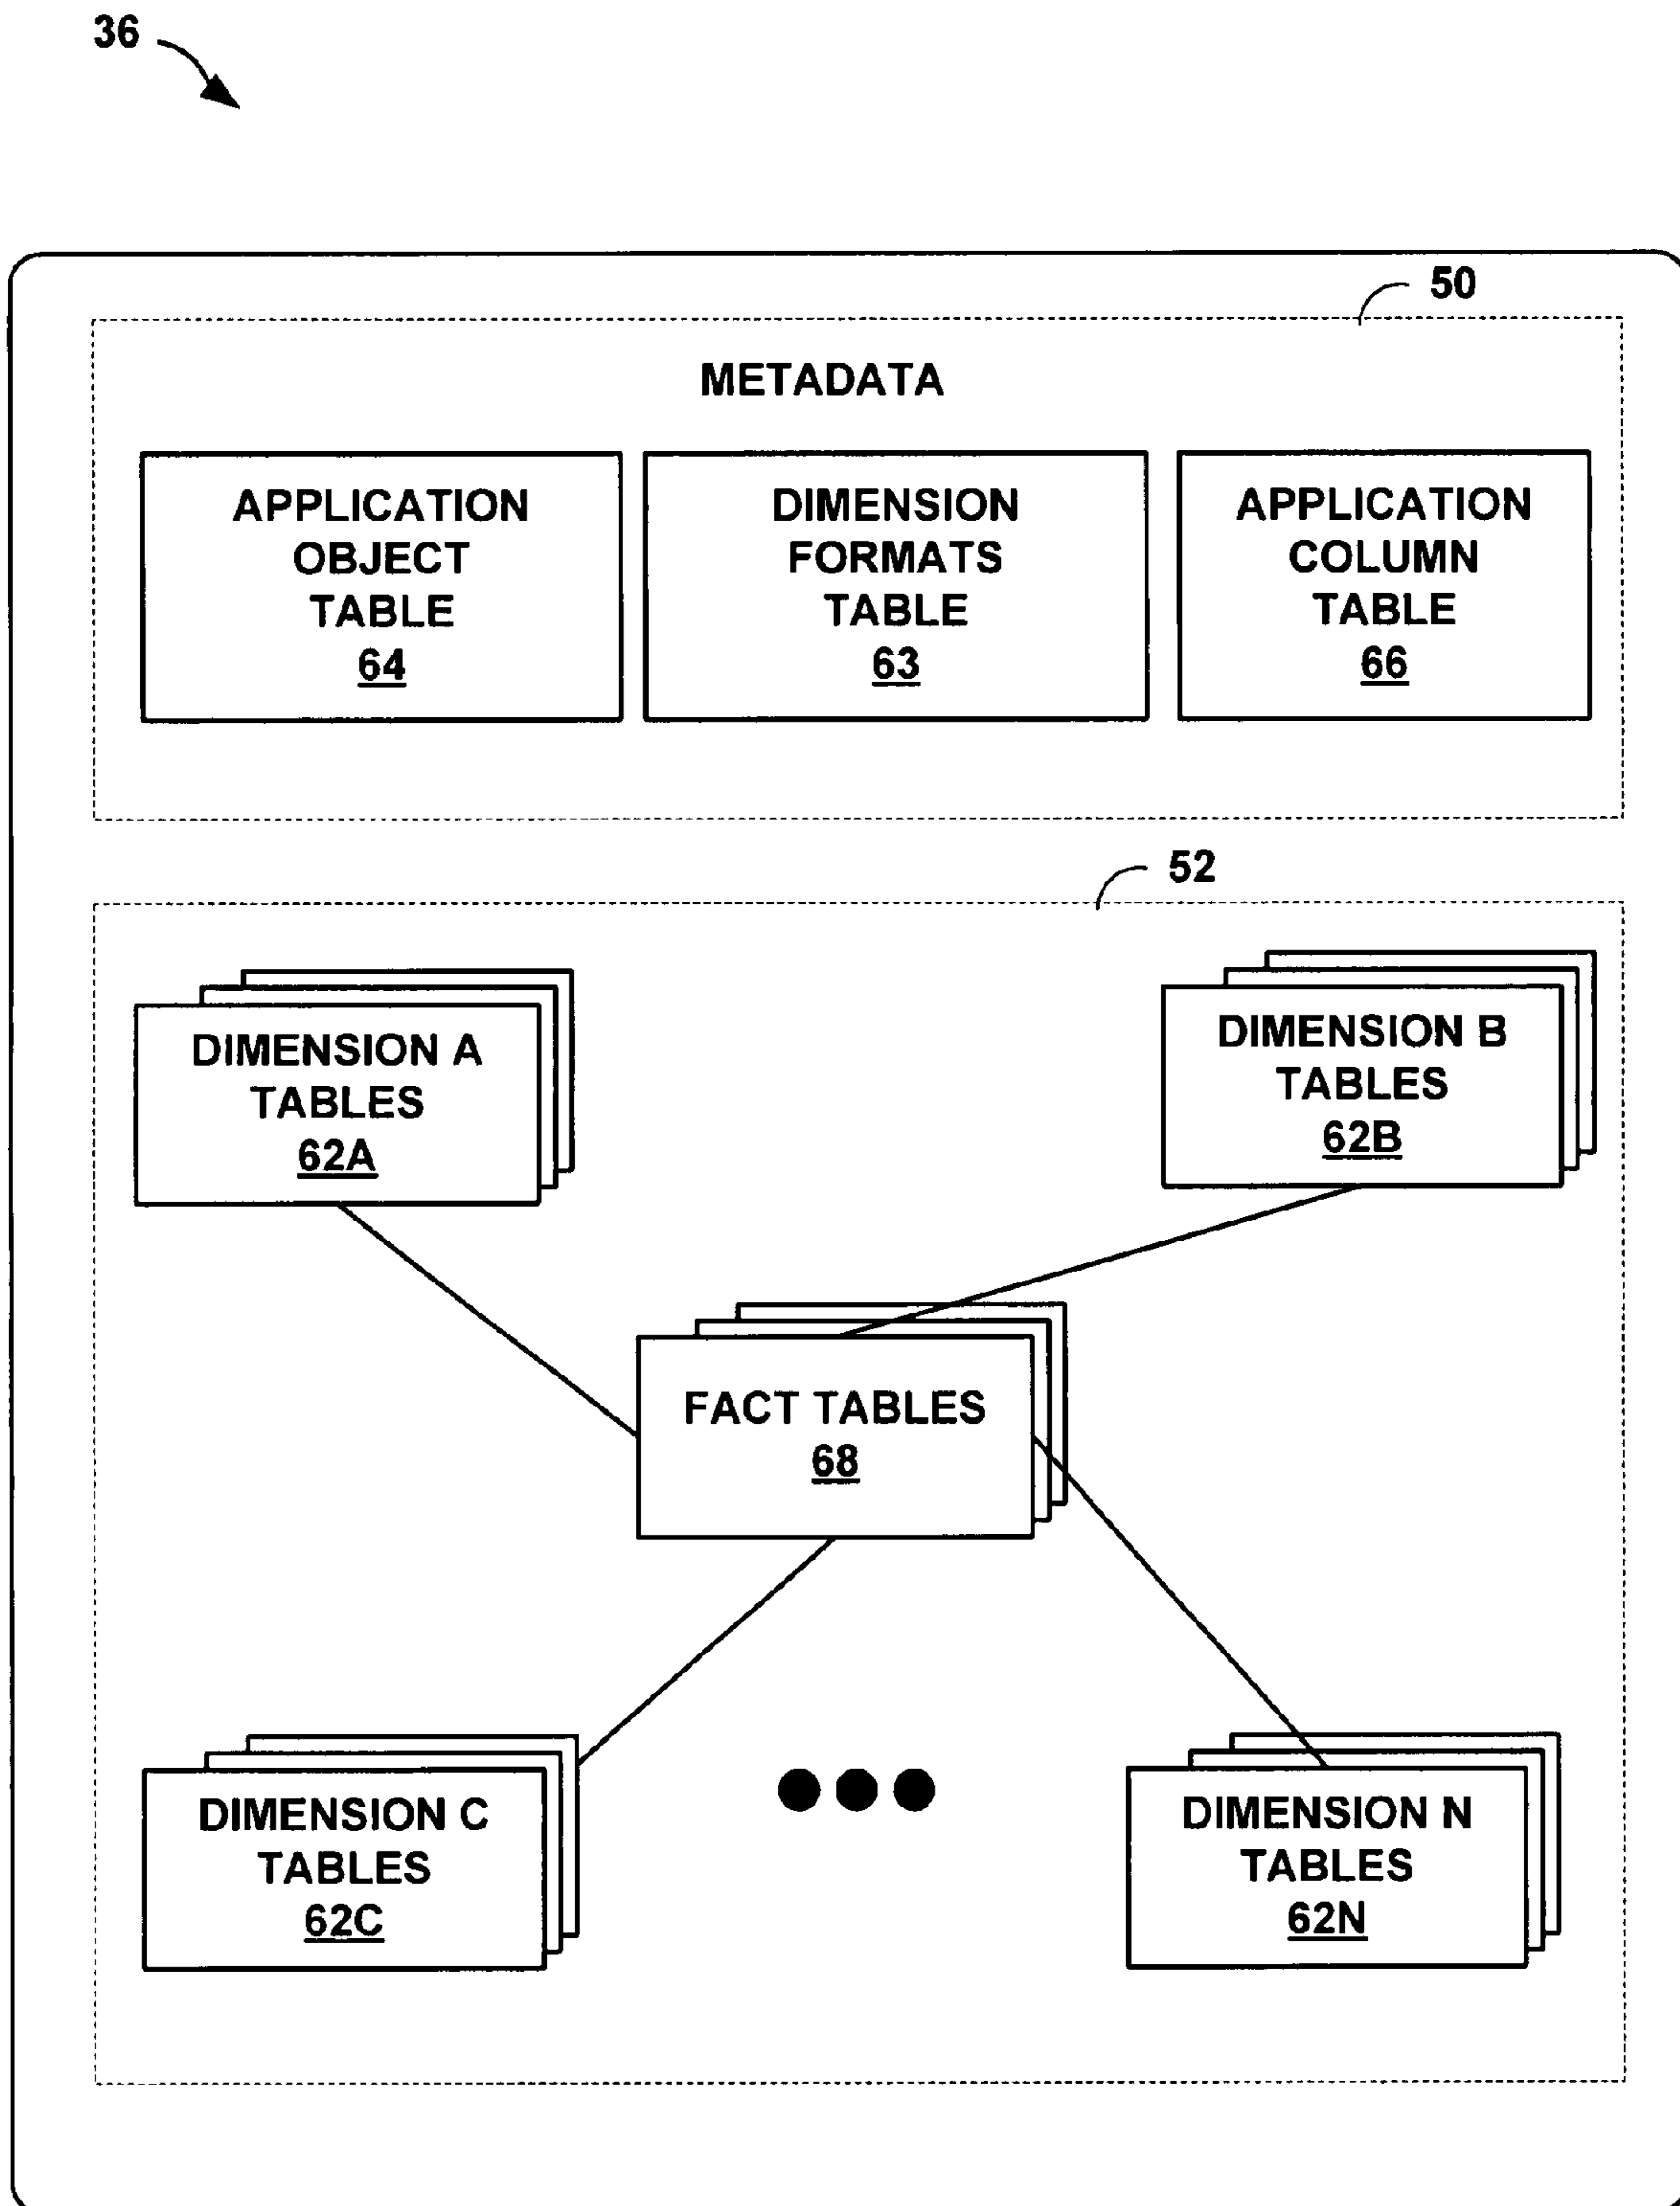 36
50
METADATA
APPLICATION
OBJECT
TABLE
64
DIMENSION
FORMATS
TABLE
63
APPLICATION
COLUMN
TABLE
66
52
DIMENSION A
TABLES
62A
DIMENSION B
TABLES
62B
FACT TABLES
68
DIMENSION C
TABLES
62C
DIMENSION N
TABLES
62N